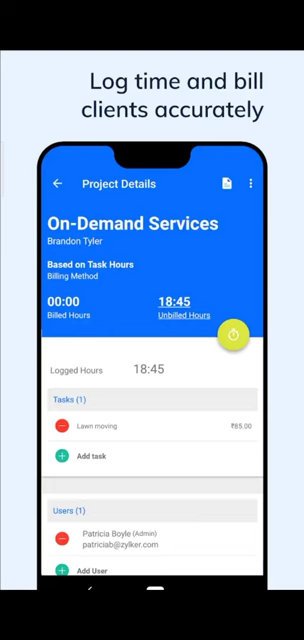 Log time and bill
clients accurately
Project Details
On-Demand Services
Brandon Tyler
Based on Task Hours
Billing Method
00:00
Billed Hours
18:45
Unbilled Hours
Logged Hours 18:45
Tasks (1)
Lawn moving ₹85.00
Add task
Users (1)
Patricia Boyle (Admin)
patriciab@zylker.com
Add User